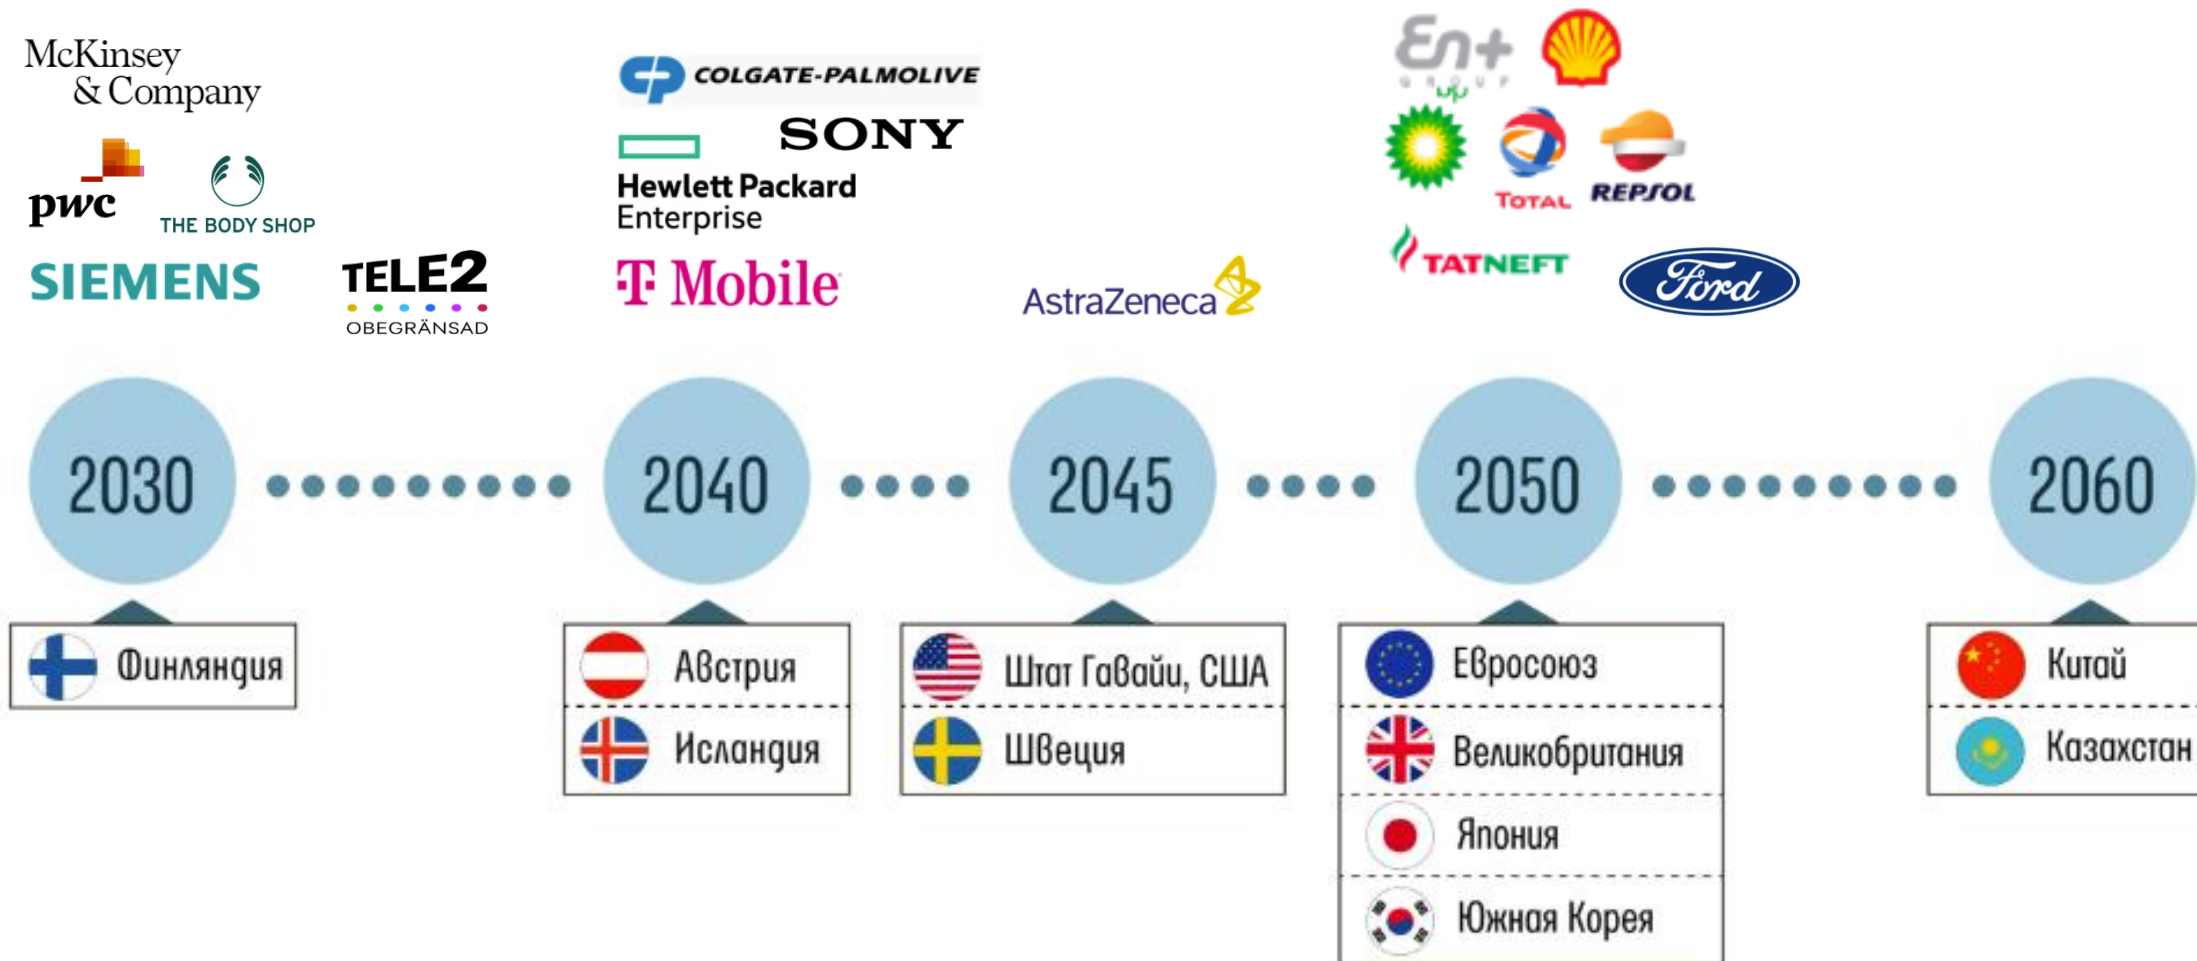 McKinsey
& Company
pwc
THE BODY SHOP
SIEMENS
TELE2
OBEGRÄNSAD
COLGATE-PALMOLIVE
SONY
Hewlett Packard
Enterprise
T Mobile
AstraZeneca
En+
GROUP
bp
TOTAL
REPSOL
TATNEFT
Ford
2030
2040
2045
2050
2060
Финляндия
Австрия
Исландия
Штат Гавайи, США
Швеция
Евросоюз
Великобритания
Япония
Южная Корея
Китай
Казахстан